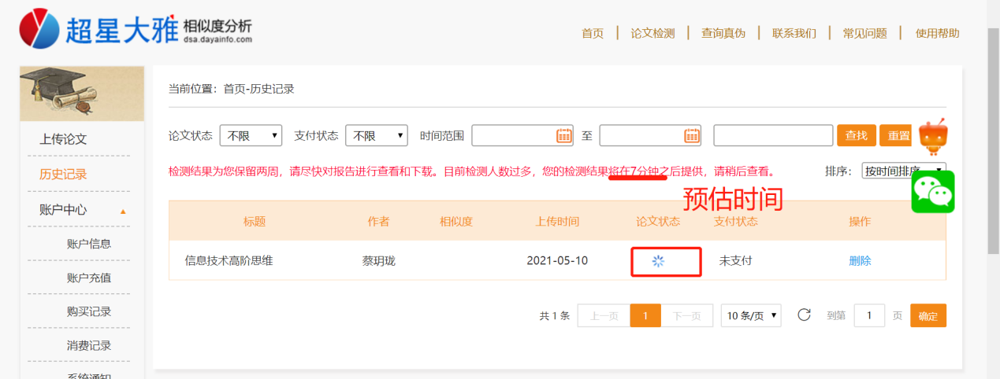 超星大雅 相似度分析
dsa.dayainfo.com
首页 | 论文检测 | 查询真伪 | 联系我们 | 常见问题 | 使用帮助
当前位置：首页-历史记录
上传论文
历史记录
账户中心
账户信息
账户充值
购买记录
消费记录
系统通知
论文状态 不限 支付状态 不限 时间范围 至 查找 重置
检测结果为您保留两周，请尽快对报告进行查看和下载。目前检测人数过多，您的检测结果将在7分钟之后提供，请稍后查看。 排序： 按时间排序
预估时间
标题 作者 相似度 上传时间 论文状态 支付状态 操作
信息技术高阶思维 蔡玥珑 2021-05-10 未支付 删除
共 1 条 上一页 1 下一页 10 条/页 到第 1 页 确定